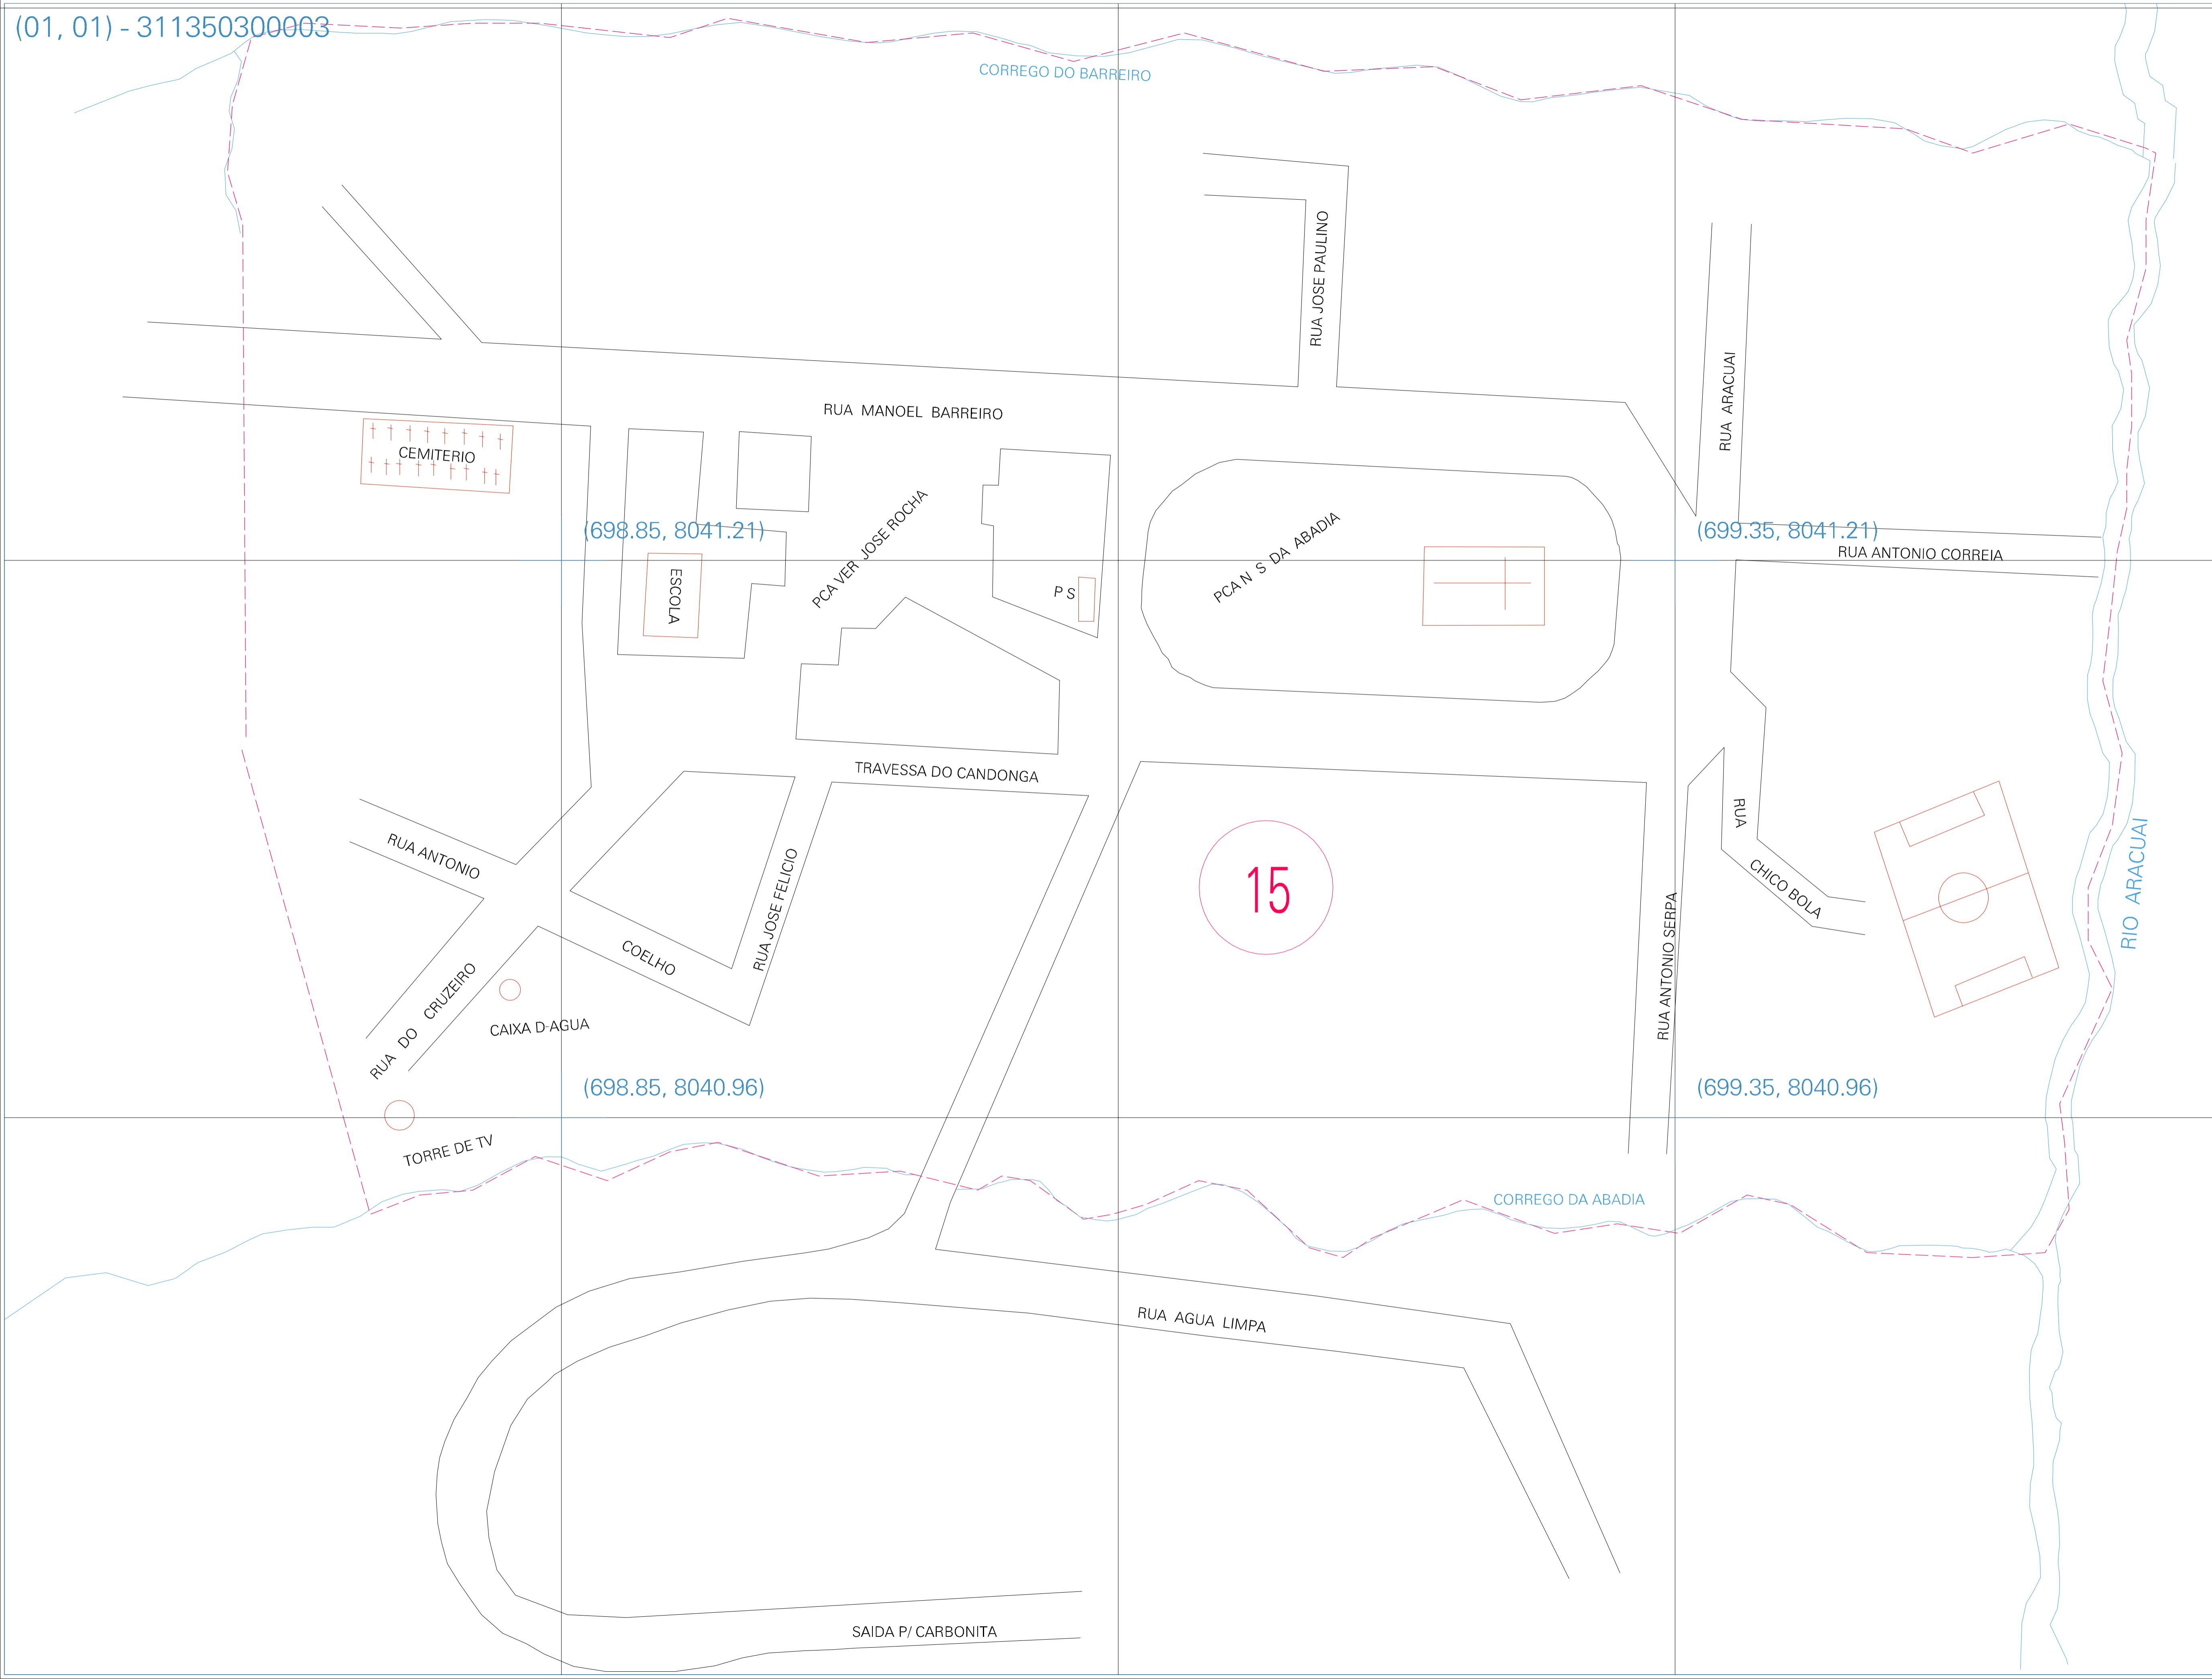 (01, 01) - 311350300003
CORREGO DO BARREIRO
RUA JOSE PAULINO
RUA ARACUAI
RUA MANOEL BARREIRO
CEMITERIO
PCA VER JOSE ROCHA
PCA N S DA ABADIA
(698.85, 8041.21)
(699.35, 8041.21)
RUA ANTONIO CORREIA
ESCOLA
P S
TRAVESSA DO CANDONGA
RUA ANTONIO
COELHO
RUA JOSE FELICIO
15
RUA
CHICO BOLA
RIO ARACUAI
RUA ANTONIO SERPA
RUA DO CRUZEIRO
CAIXA D-AGUA
(698.85, 8040.96)
(699.35, 8040.96)
TORRE DE TV
CORREGO DA ABADIA
RUA AGUA LIMPA
SAIDA P/ CARBONITA